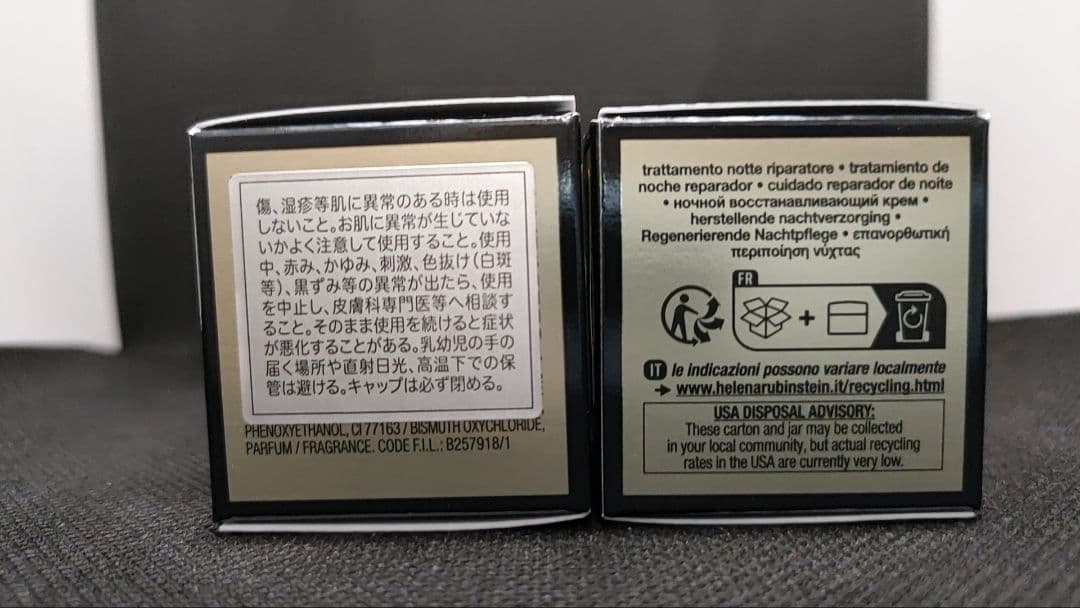 傷、湿疹等肌に異常のある時は使用
しないこと。お肌に異常が生じていな
いかよく注意して使用すること。使用
中、赤み、かゆみ、刺激、色抜け(白斑
等)、黒ずみ等の異常が出たら、使用
を中止し、皮膚科専門医等へ相談す
ること。そのまま使用を続けると症状
が悪化することがある。乳幼児の手の
届く場所や直射日光、高温下での保
管は避ける。キャップは必ず閉める。
PHENOXYETHANOL, CI 77163 / BISMUTH OXYCHLORIDE,
PARFUM / FRAGRANCE. CODE F.I.L.: B257918/1
trattamento notte riparatore • tratamiento de
noche reparador • cuidado reparador de noite
• ночной восстанавливающий крем •
herstellende nachtverzorging •
Regenerierende Nachtpflege • επανορθωτική
περιποίηση νύχτας
FR
+
IT le indicazioni possono variare localmente
➔ www.helenarubinstein.it/recycling.html
USA DISPOSAL ADVISORY:
These carton and jar may be collected
in your local community, but actual recycling
rates in the USA are currently very low.